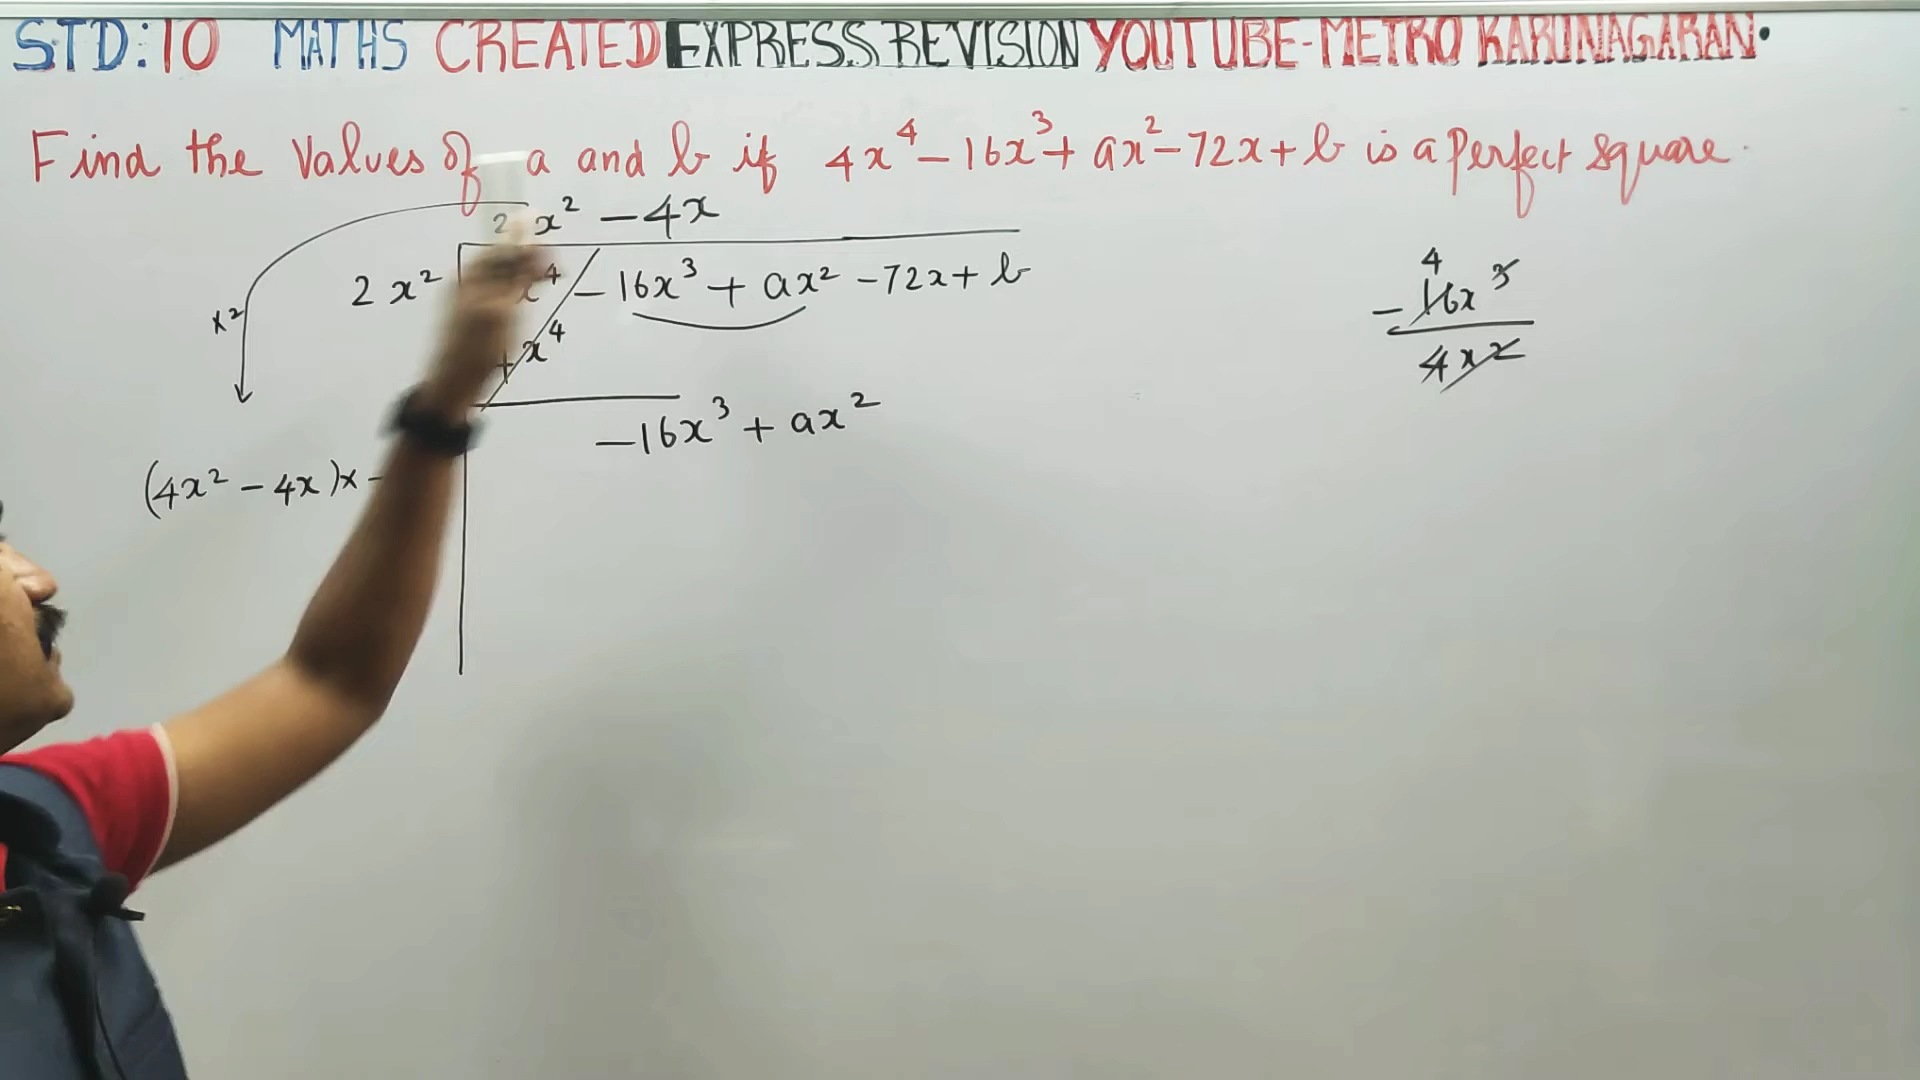 STD:10 MATHS CREATED EXPRESS REVISION YOUTUBE-METRO KARUNAGARAN.
Find the Values of a and b if 4x⁴-16x³+ax²-72x+b is a perfect square.
2x² -4x
2x² x⁴ -16x³ + ax² -72x+ b
x2
+x⁴
-16x³ + ax²
(4x² - 4x)x -
4
-16x³
4x²